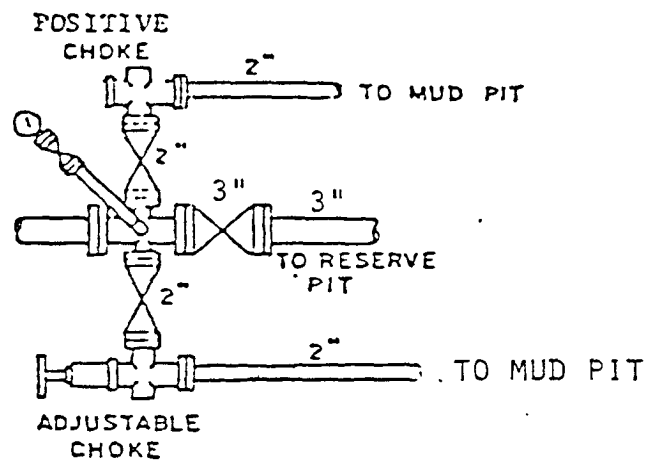 POSITIVE
CHOKE
2"
TO MUD PIT
2"
3"
3"
TO RESERVE
PIT
2"
2"
TO MUD PIT
ADJUSTABLE
CHOKE